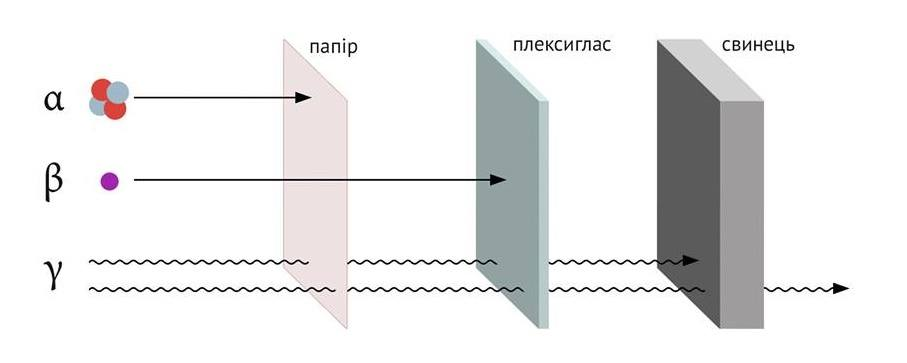 папір
плексиглас
свинець
α
β
γ